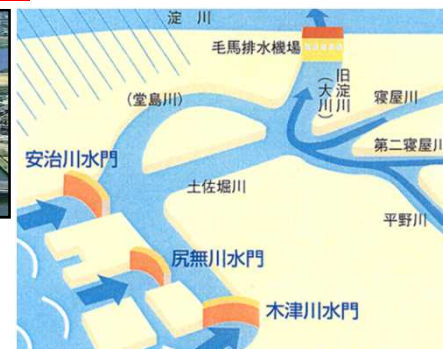 淀川
毛馬排水機場
旧淀川
(大川)
(堂島川)
寝屋川
第二寝屋川
安治川水門
土佐堀川
平野川
尻無川水門
木津川水門